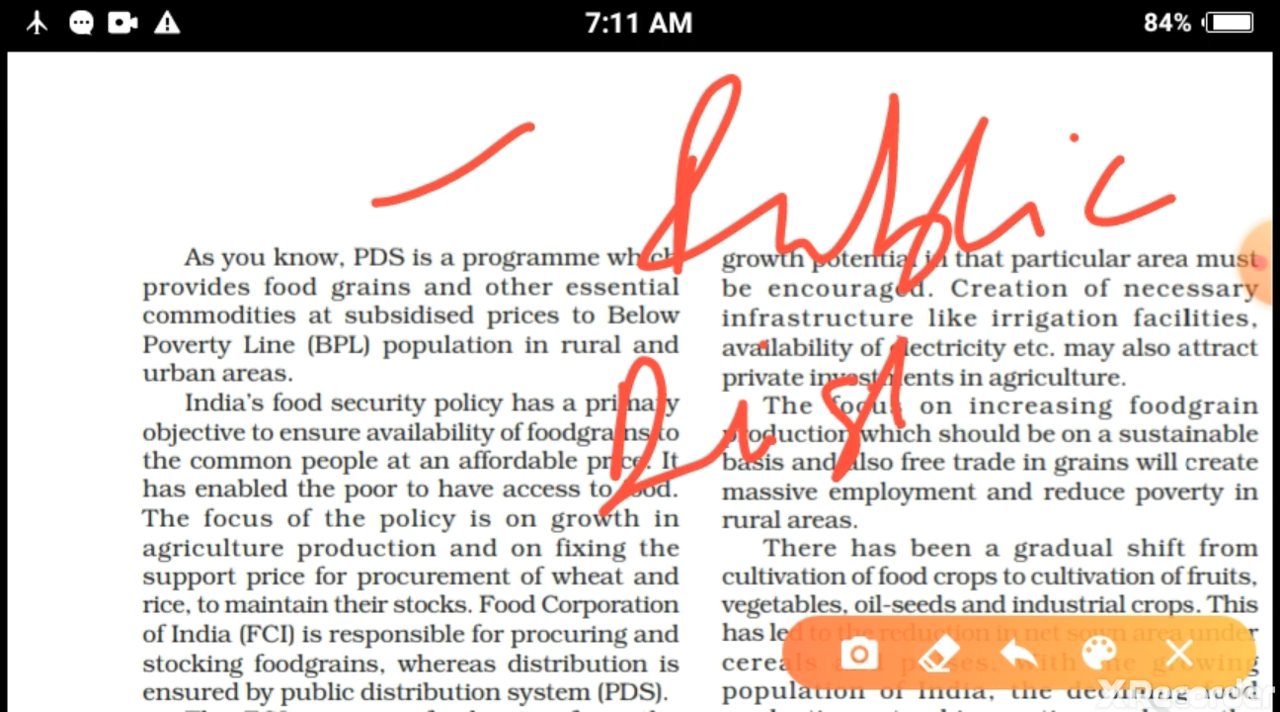 7:11 AM
84%
Public
Dist
As you know, PDS is a programme which
provides food grains and other essential
commodities at subsidised prices to Below
Poverty Line (BPL) population in rural and
urban areas.
India's food security policy has a primary
objective to ensure availability of foodgrains to
the common people at an affordable price. It
has enabled the poor to have access to food.
The focus of the policy is on growth in
agriculture production and on fixing the
support price for procurement of wheat and
rice, to maintain their stocks. Food Corporation
of India (FCI) is responsible for procuring and
stocking foodgrains, whereas distribution is
ensured by public distribution system (PDS).
growth potential in that particular area must
be encouraged. Creation of necessary
infrastructure like irrigation facilities,
availability of electricity etc. may also attract
private investments in agriculture.
The focus on increasing foodgrain
production which should be on a sustainable
basis and also free trade in grains will create
massive employment and reduce poverty in
rural areas.
There has been a gradual shift from
cultivation of food crops to cultivation of fruits,
vegetables, oil-seeds and industrial crops. This
has led to the reduction in net sown area under
cereals and pulses. With the growing
population of India, the declining food
XRecorder